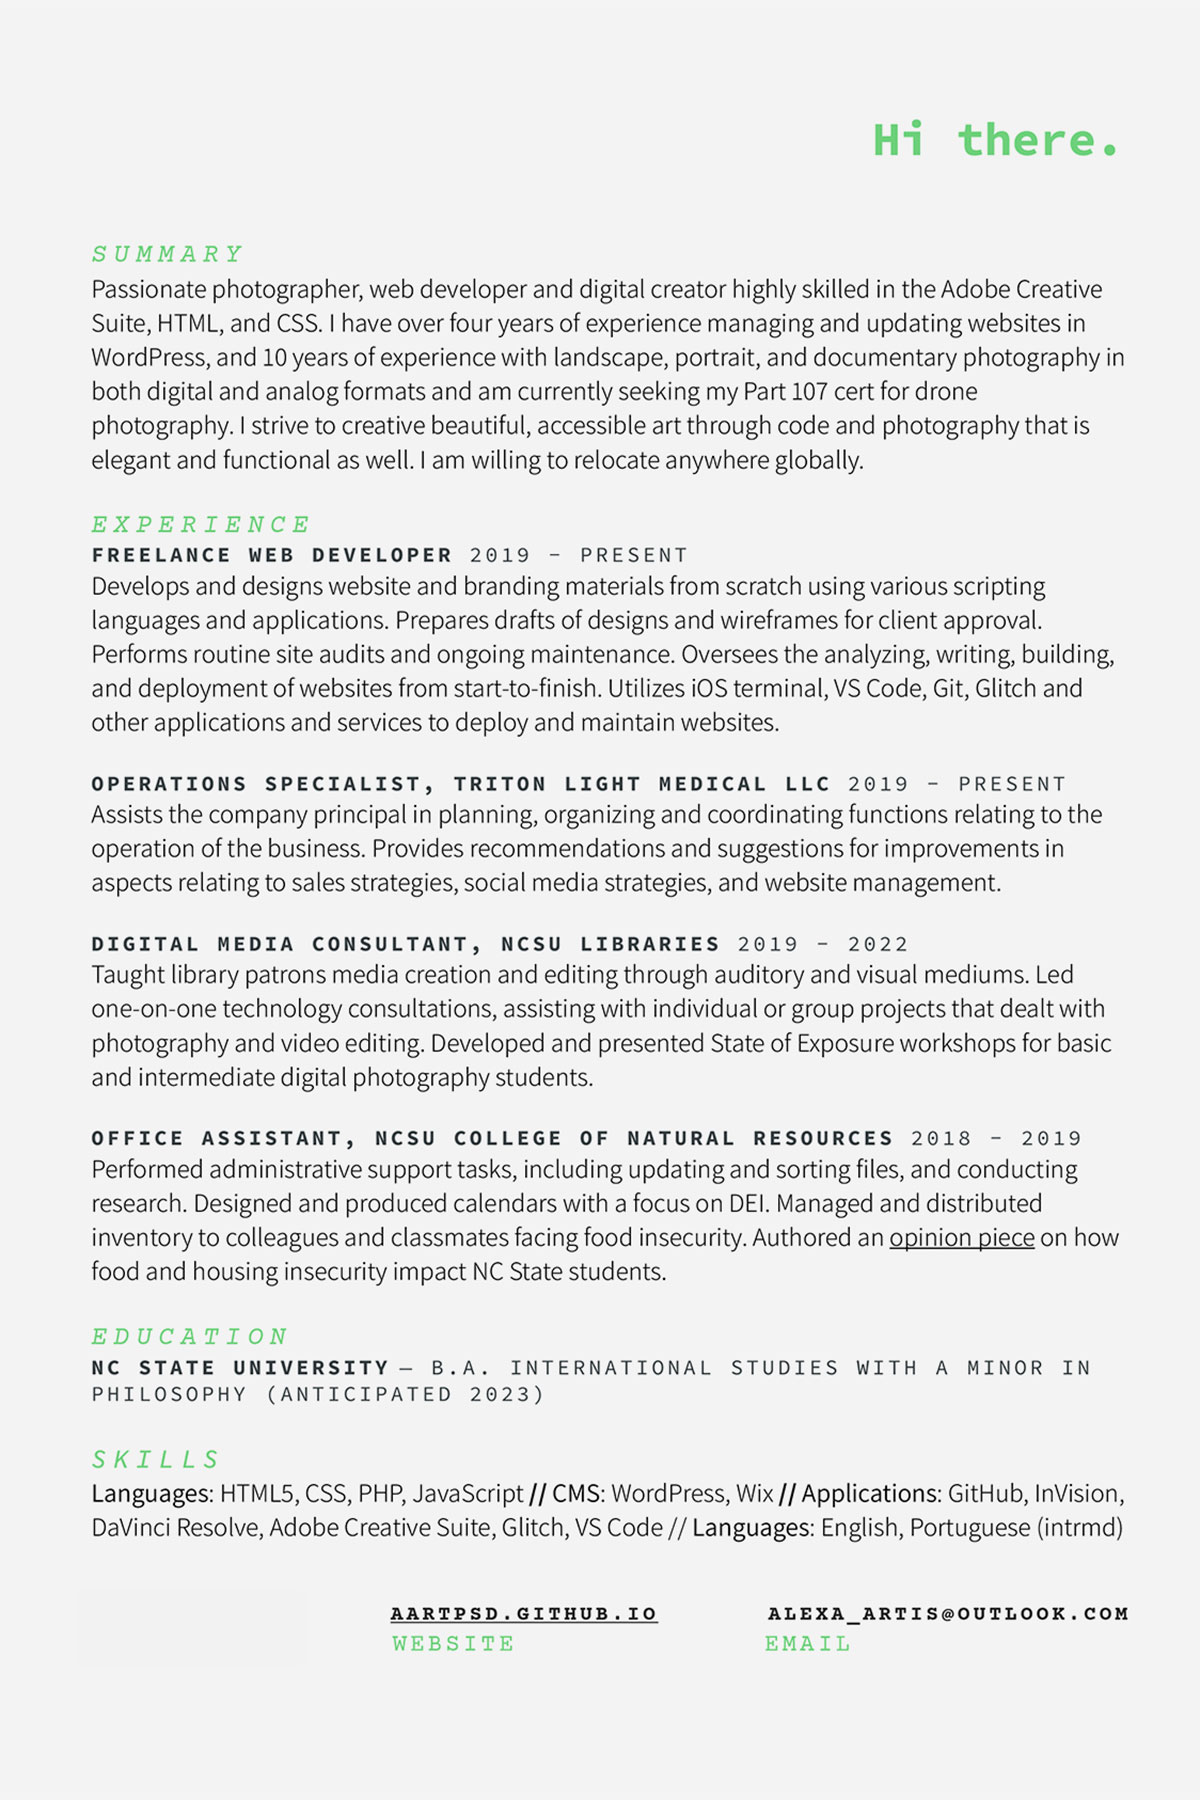 Hi there.
SUMMARY
Passionate photographer, web developer and digital creator highly skilled in the Adobe Creative
Suite, HTML, and CSS. I have over four years of experience managing and updating websites in
WordPress, and 10 years of experience with landscape, portrait, and documentary photography in
both digital and analog formats and am currently seeking my Part 107 cert for drone
photography. I strive to creative beautiful, accessible art through code and photography that is
elegant and functional as well. I am willing to relocate anywhere globally.
EXPERIENCE
FREELANCE WEB DEVELOPER 2019 – PRESENT
Develops and designs website and branding materials from scratch using various scripting
languages and applications. Prepares drafts of designs and wireframes for client approval.
Performs routine site audits and ongoing maintenance. Oversees the analyzing, writing, building,
and deployment of websites from start-to-finish. Utilizes iOS terminal, VS Code, Git, Glitch and
other applications and services to deploy and maintain websites.
OPERATIONS SPECIALIST, TRITON LIGHT MEDICAL LLC 2019 – PRESENT
Assists the company principal in planning, organizing and coordinating functions relating to the
operation of the business. Provides recommendations and suggestions for improvements in
aspects relating to sales strategies, social media strategies, and website management.
DIGITAL MEDIA CONSULTANT, NCSU LIBRARIES 2019 – 2022
Taught library patrons media creation and editing through auditory and visual mediums. Led
one-on-one technology consultations, assisting with individual or group projects that dealt with
photography and video editing. Developed and presented State of Exposure workshops for basic
and intermediate digital photography students.
OFFICE ASSISTANT, NCSU COLLEGE OF NATURAL RESOURCES 2018 – 2019
Performed administrative support tasks, including updating and sorting files, and conducting
research. Designed and produced calendars with a focus on DEI. Managed and distributed
inventory to colleagues and classmates facing food insecurity. Authored an opinion piece on how
food and housing insecurity impact NC State students.
EDUCATION
NC STATE UNIVERSITY — B.A. INTERNATIONAL STUDIES WITH A MINOR IN
PHILOSOPHY (ANTICIPATED 2023)
SKILLS
Languages: HTML5, CSS, PHP, JavaScript // CMS: WordPress, Wix // Applications: GitHub, InVision,
DaVinci Resolve, Adobe Creative Suite, Glitch, VS Code // Languages: English, Portuguese (intrmd)
AARTPSD.GITHUB.IO ALEXA_ARTIS@OUTLOOK.COM
WEBSITE EMAIL